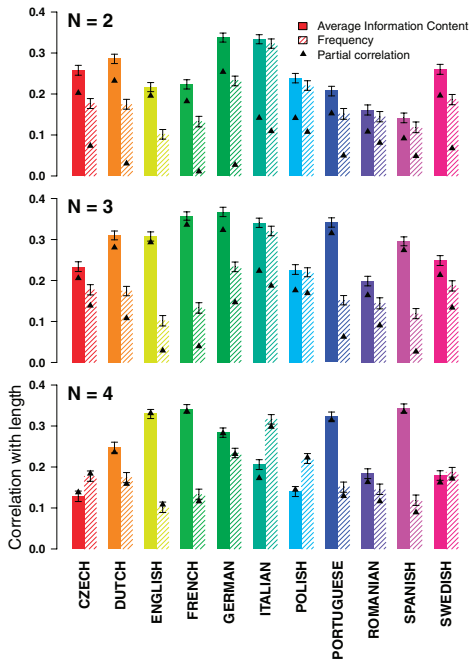 N = 2
Average Information Content
Frequency
Partial correlation
0.4
0.3
0.2
0.1
0.0
N = 3
0.4
0.3
0.2
0.1
0.0
N = 4
0.4
0.3
0.2
0.1
0.0
Correlation with length
CZECH
DUTCH
ENGLISH
FRENCH
GERMAN
ITALIAN
POLISH
PORTUGUESE
ROMANIAN
SPANISH
SWEDISH